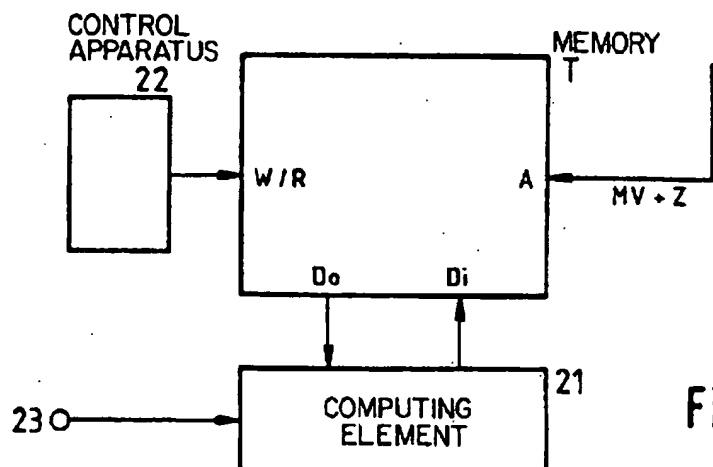 CONTROL
APPARATUS
22
MEMORY
T
W/R
A
MV + Z
Do
Di
21
COMPUTING
ELEMENT
23